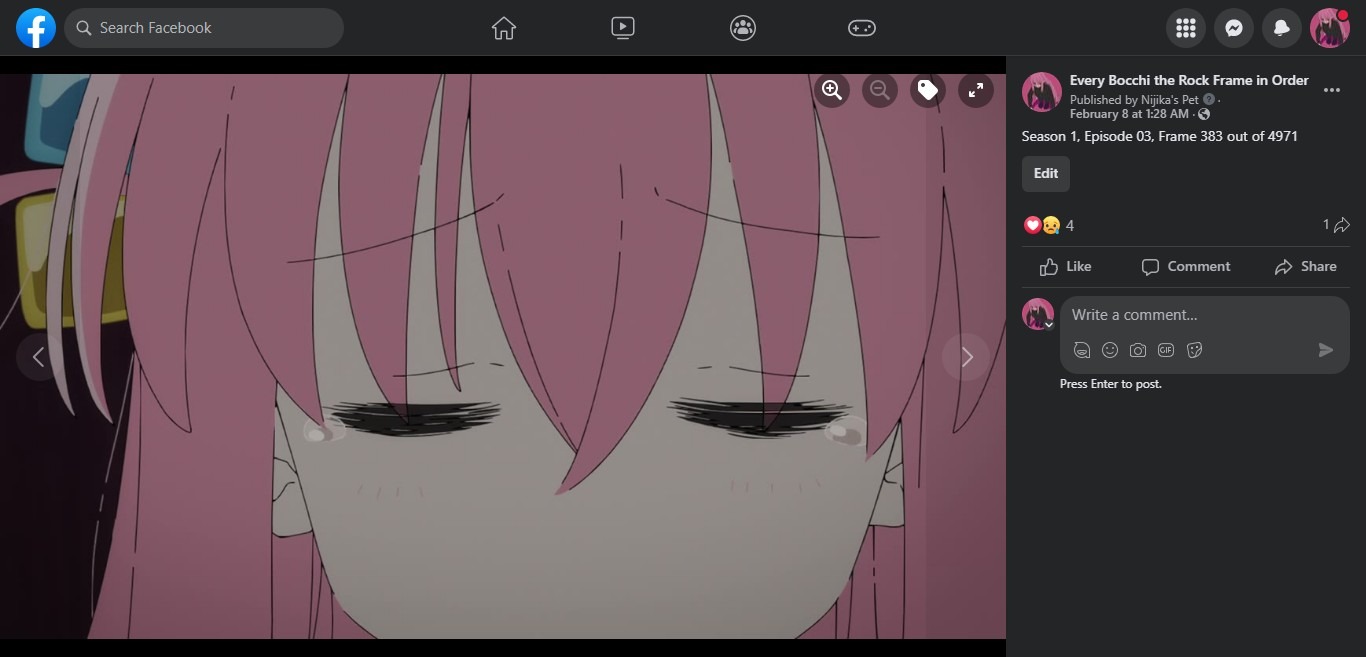 Search Facebook
Every Bocchi the Rock Frame in Order
Published by Nijika's Pet ·
February 8 at 1:28 AM ·
Season 1, Episode 03, Frame 383 out of 4971
Edit
4
1
Like
Comment
Share
Write a comment...
GIF
Press Enter to post.